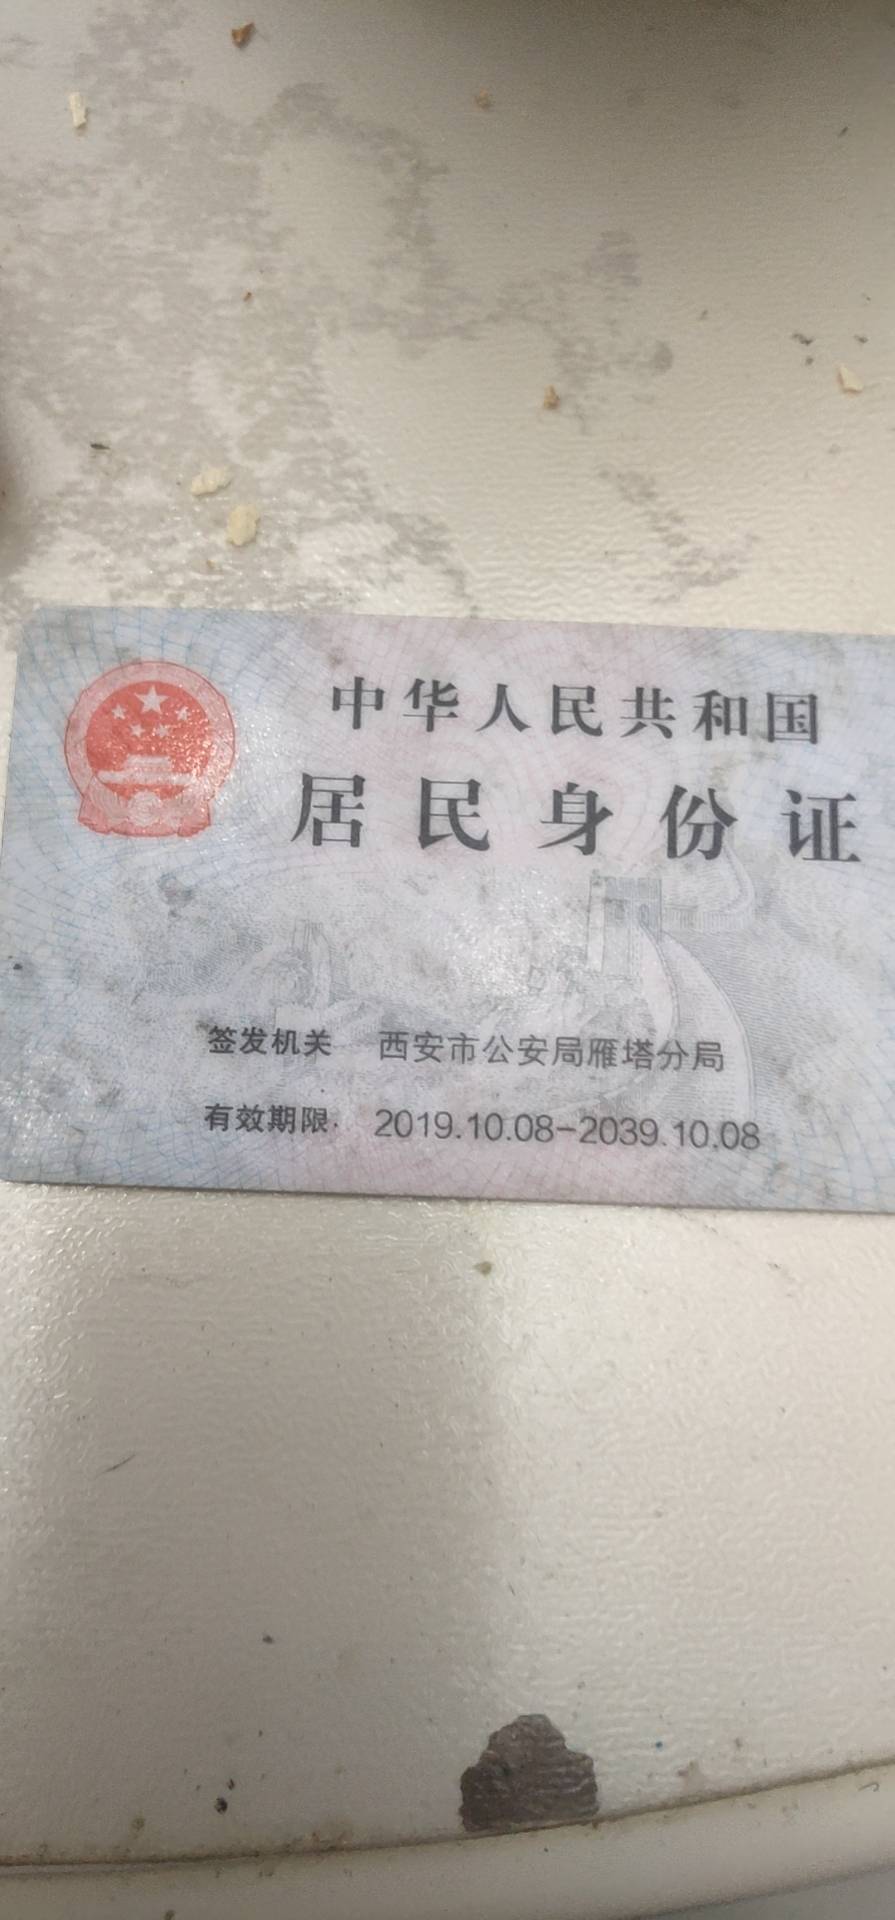 中华人民共和国
居民身份证
签发机关 西安市公安局雁塔分局
有效期限 2019.10.08-2039.10.08